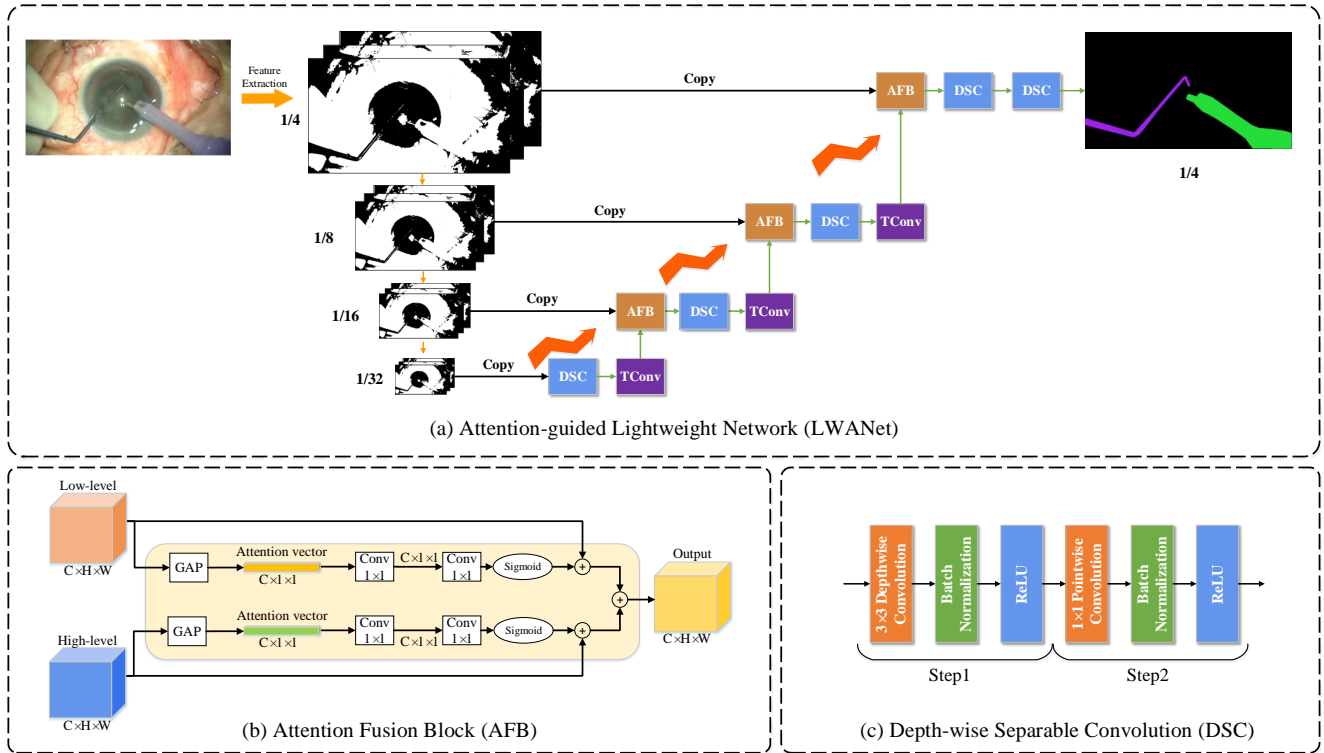 Feature
Extraction
1/4
Copy
AFB
DSC
DSC
1/4
1/8
Copy
AFB
DSC
TConv
1/16
Copy
AFB
DSC
TConv
1/32
Copy
DSC
TConv
(a) Attention-guided Lightweight Network (LWANet)
Low-level
C×H×W
GAP
Attention vector
C×1×1
Conv
1×1
C×1×1
Conv
1×1
Sigmoid
+
Output
+
C×H×W
High-level
C×H×W
GAP
Attention vector
C×1×1
Conv
1×1
C×1×1
Conv
1×1
Sigmoid
+
(b) Attention Fusion Block (AFB)
3×3 Depthwise
Convolution
Batch
Normalization
ReLU
1×1 Pointwise
Convolution
Batch
Normalization
ReLU
Step1
Step2
(c) Depth-wise Separable Convolution (DSC)